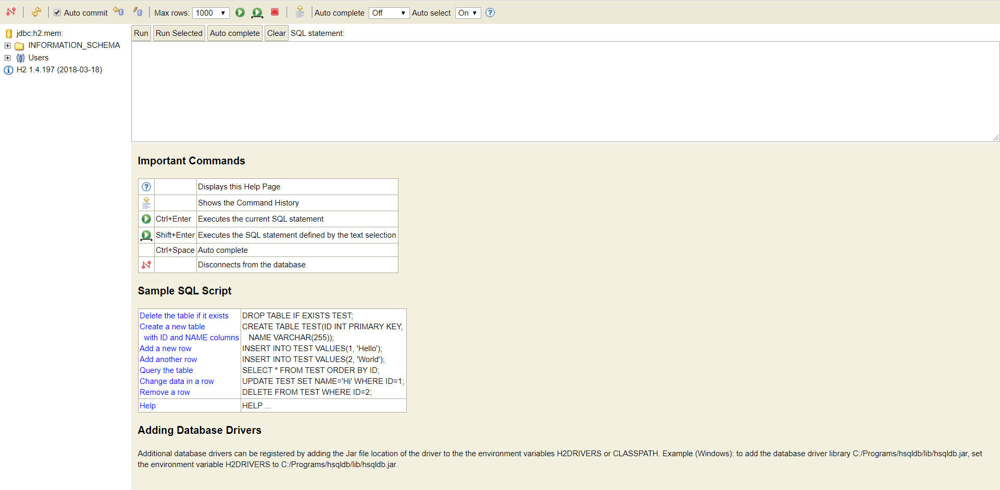 Auto commit Max rows: 1000 Auto complete Off Auto select On
jdbc:h2:mem:
INFORMATION_SCHEMA
Users
H2 1.4.197 (2018-03-18)
Run Run Selected Auto complete Clear SQL statement:
Important Commands
Displays this Help Page
Shows the Command History
Ctrl+Enter Executes the current SQL statement
Shift+Enter Executes the SQL statement defined by the text selection
Ctrl+Space Auto complete
Disconnects from the database
Sample SQL Script
Delete the table if it exists DROP TABLE IF EXISTS TEST;
Create a new table CREATE TABLE TEST(ID INT PRIMARY KEY,
with ID and NAME columns NAME VARCHAR(255));
Add a new row INSERT INTO TEST VALUES(1, 'Hello');
Add another row INSERT INTO TEST VALUES(2, 'World');
Query the table SELECT * FROM TEST ORDER BY ID;
Change data in a row UPDATE TEST SET NAME='Hi' WHERE ID=1;
Remove a row DELETE FROM TEST WHERE ID=2;
Help HELP ...
Adding Database Drivers
Additional database drivers can be registered by adding the Jar file location of the driver to the the environment variables H2DRIVERS or CLASSPATH. Example (Windows): to add the database driver library C:/Programs/hsqldb/lib/hsqldb.jar, set
the environment variable H2DRIVERS to C:/Programs/hsqldb/lib/hsqldb.jar.